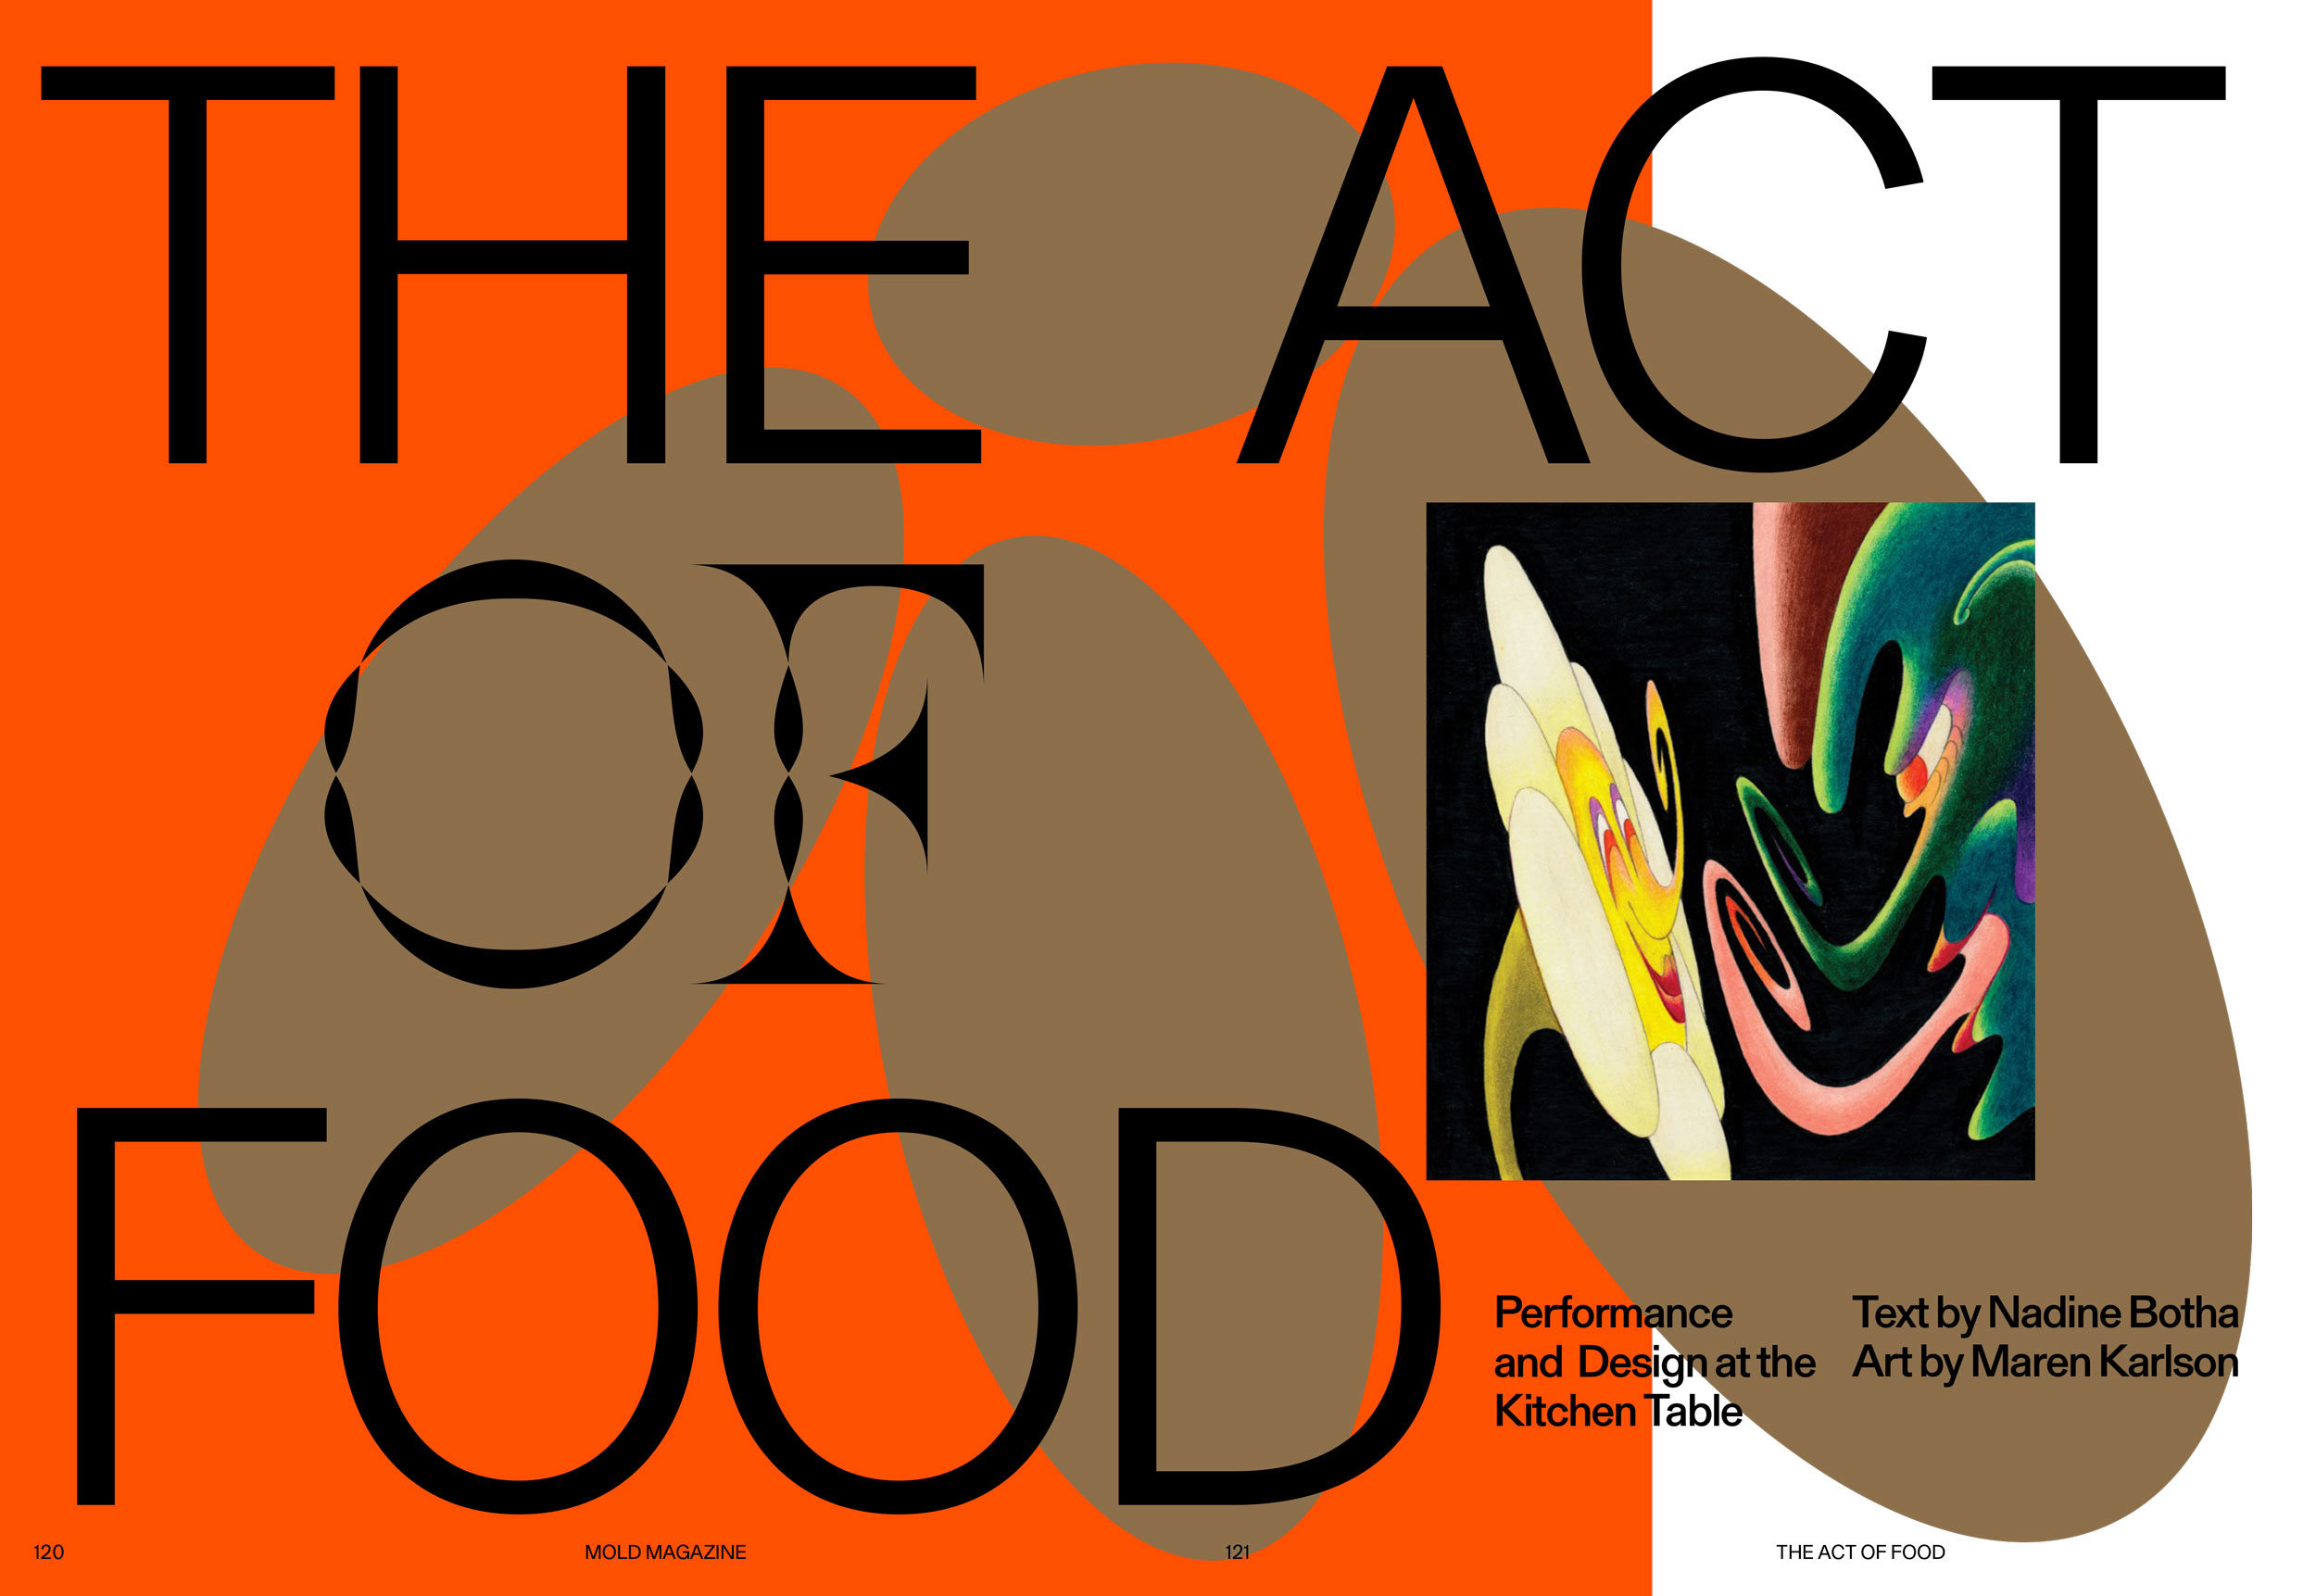 THE ACT
OF
FOOD
Performance
and Design at the
Kitchen Table
Text by Nadine Botha
Art by Maren Karlson
120
MOLD MAGAZINE
121
THE ACT OF FOOD